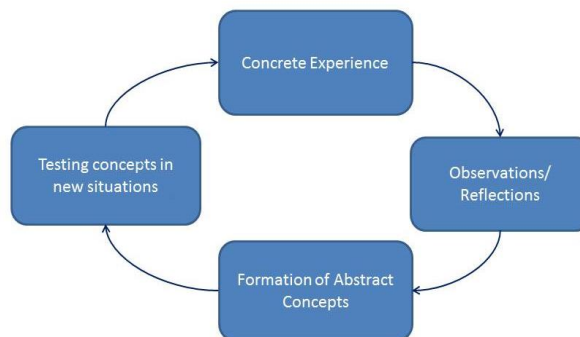 Concrete Experience
Observations/
Reflections
Formation of Abstract
Concepts
Testing concepts in
new situations